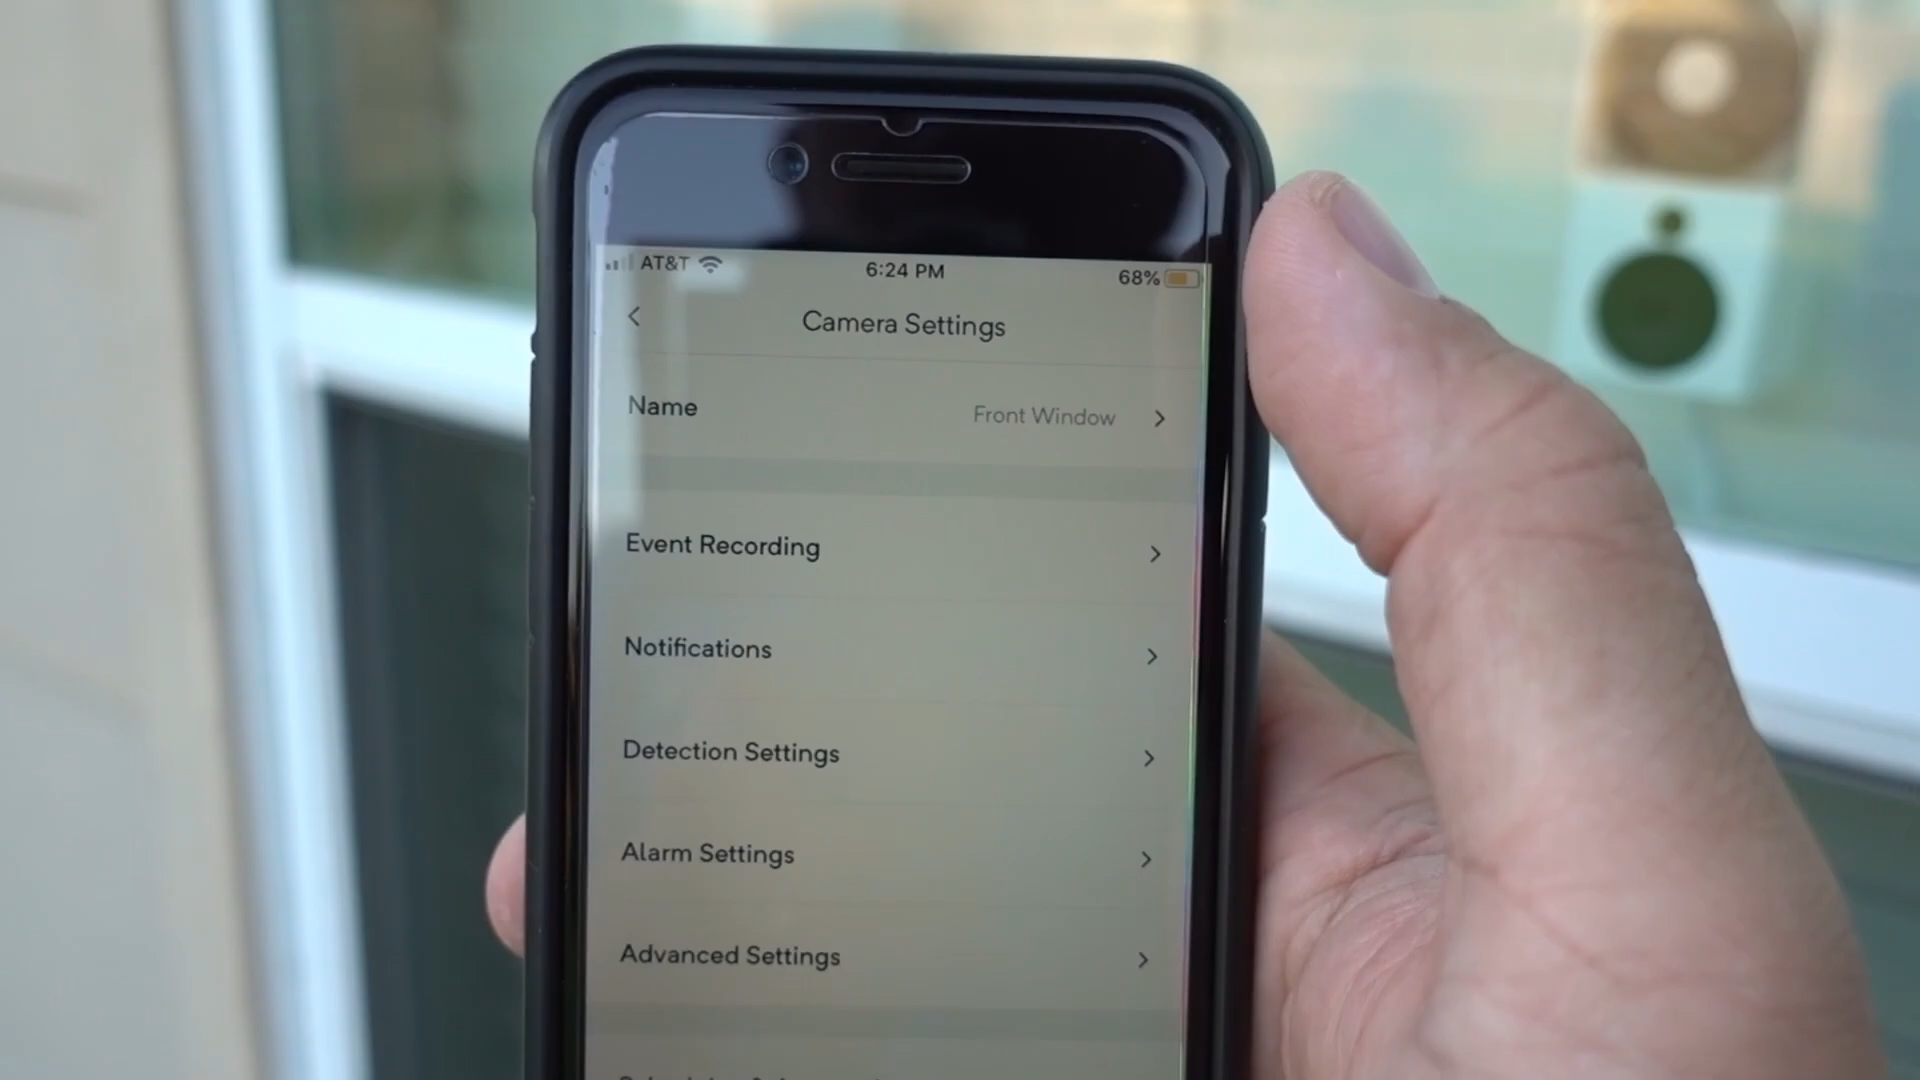 AT&T 6:24 PM 68%
Camera Settings
Name Front Window
Event Recording
Notifications
Detection Settings
Alarm Settings
Advanced Settings